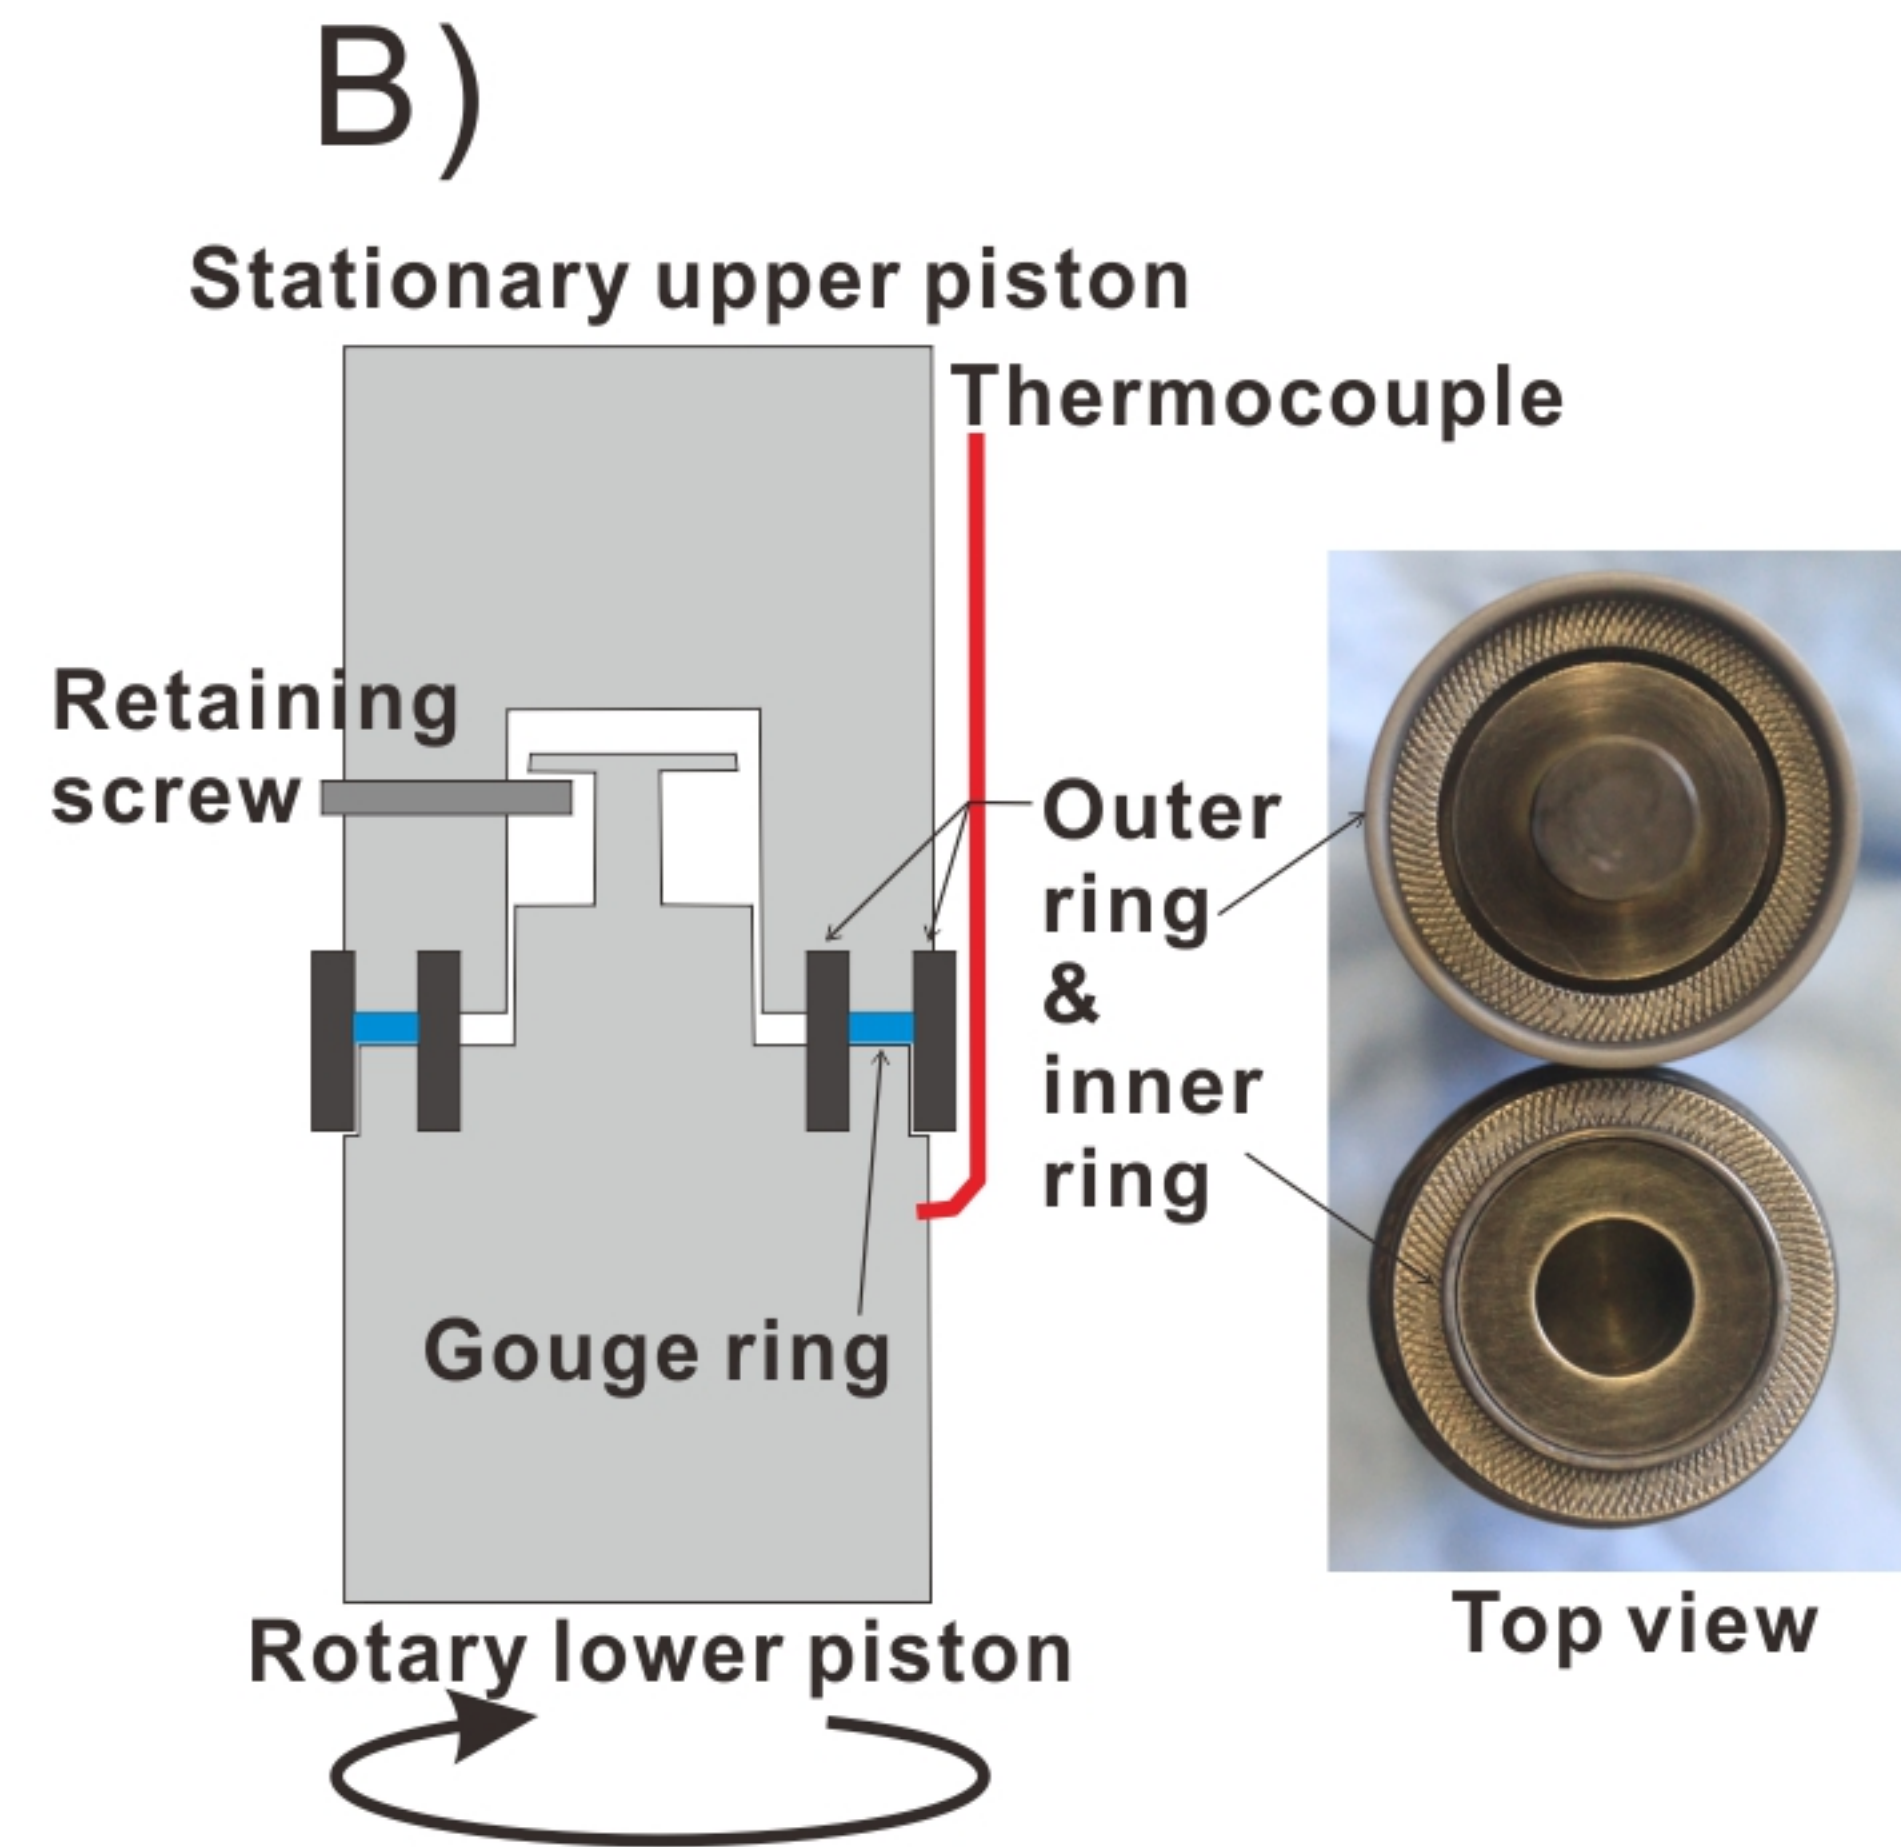 B)
Stationary upper piston
Thermocouple
Retaining
screw
Outer
ring
&
inner
ring
Gouge ring
Top view
Rotary lower piston